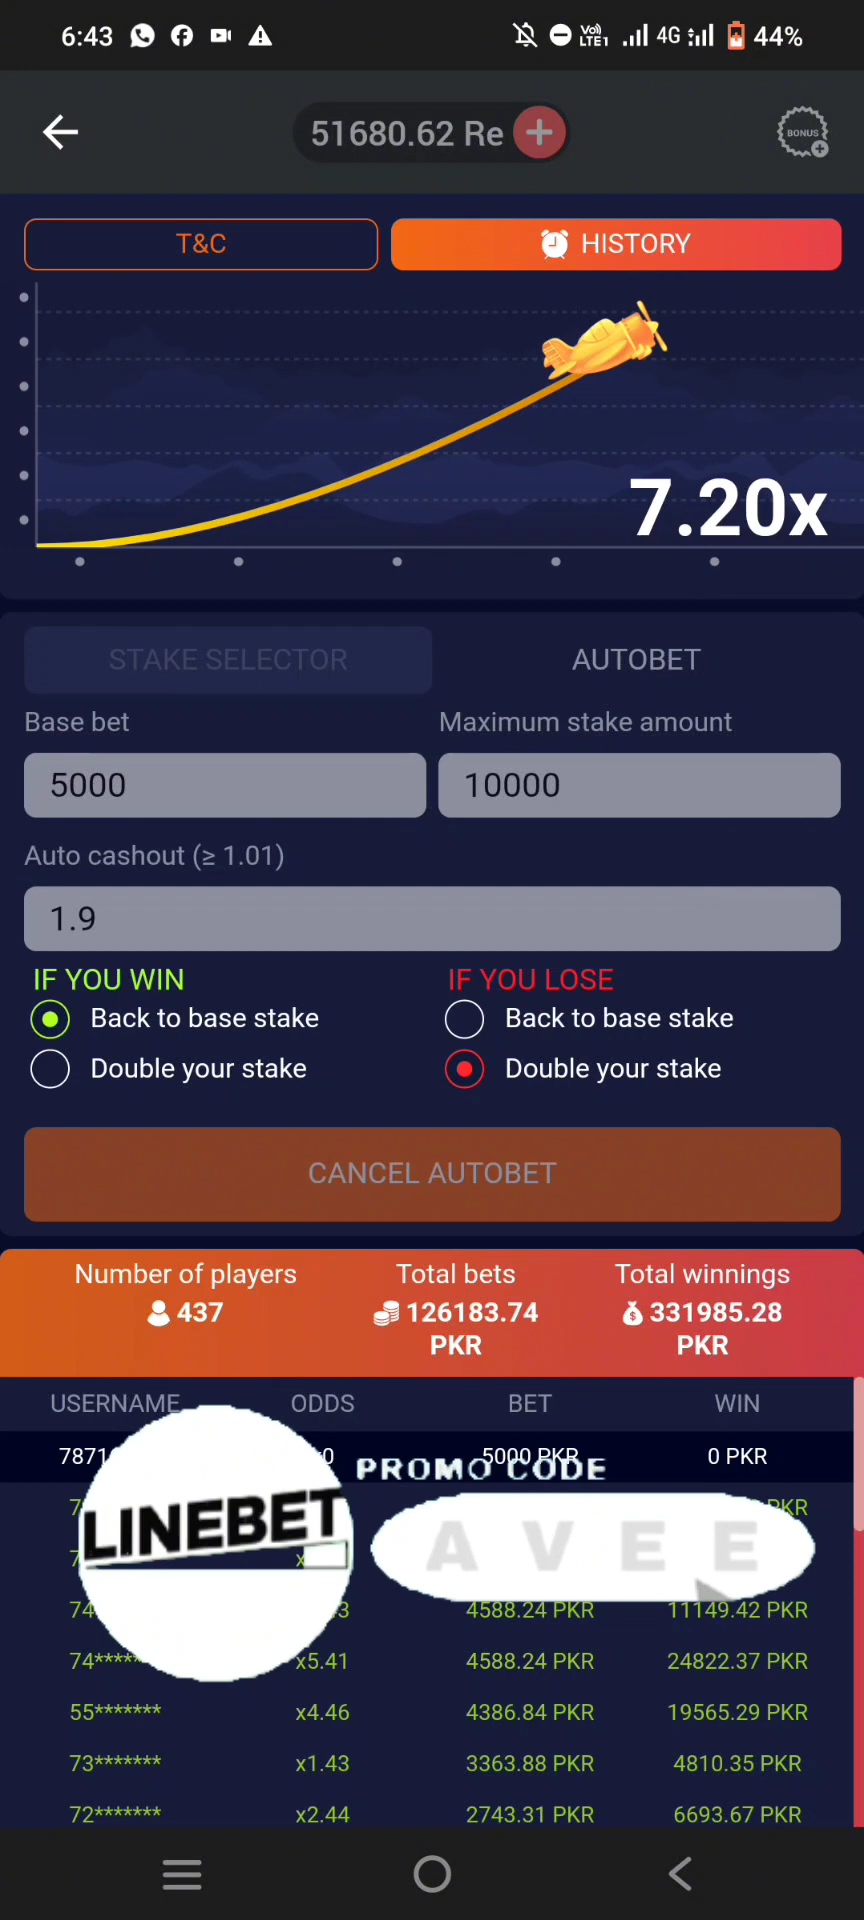 6:43 Vo) LTE1 4G 44%
51680.62 Re
BONUS
T&C HISTORY
7.20x
STAKE SELECTOR AUTOBET
Base bet Maximum stake amount
5000 10000
Auto cashout (≥ 1.01)
1.9
IF YOU WIN IF YOU LOSE
Back to base stake Back to base stake
Double your stake Double your stake
CANCEL AUTOBET
Number of players Total bets Total winnings
437 126183.74 331985.28
PKR PKR
USERNAME ODDS BET WIN
5000 PKR 0 PKR
PROMO CODE
PKR
LINEBET
AVEE
4588.24 PKR 11149.42 PKR
x5.41 4588.24 PKR 24822.37 PKR
55******* x4.46 4386.84 PKR 19565.29 PKR
73******* x1.43 3363.88 PKR 4810.35 PKR
72******* x2.44 2743.31 PKR 6693.67 PKR